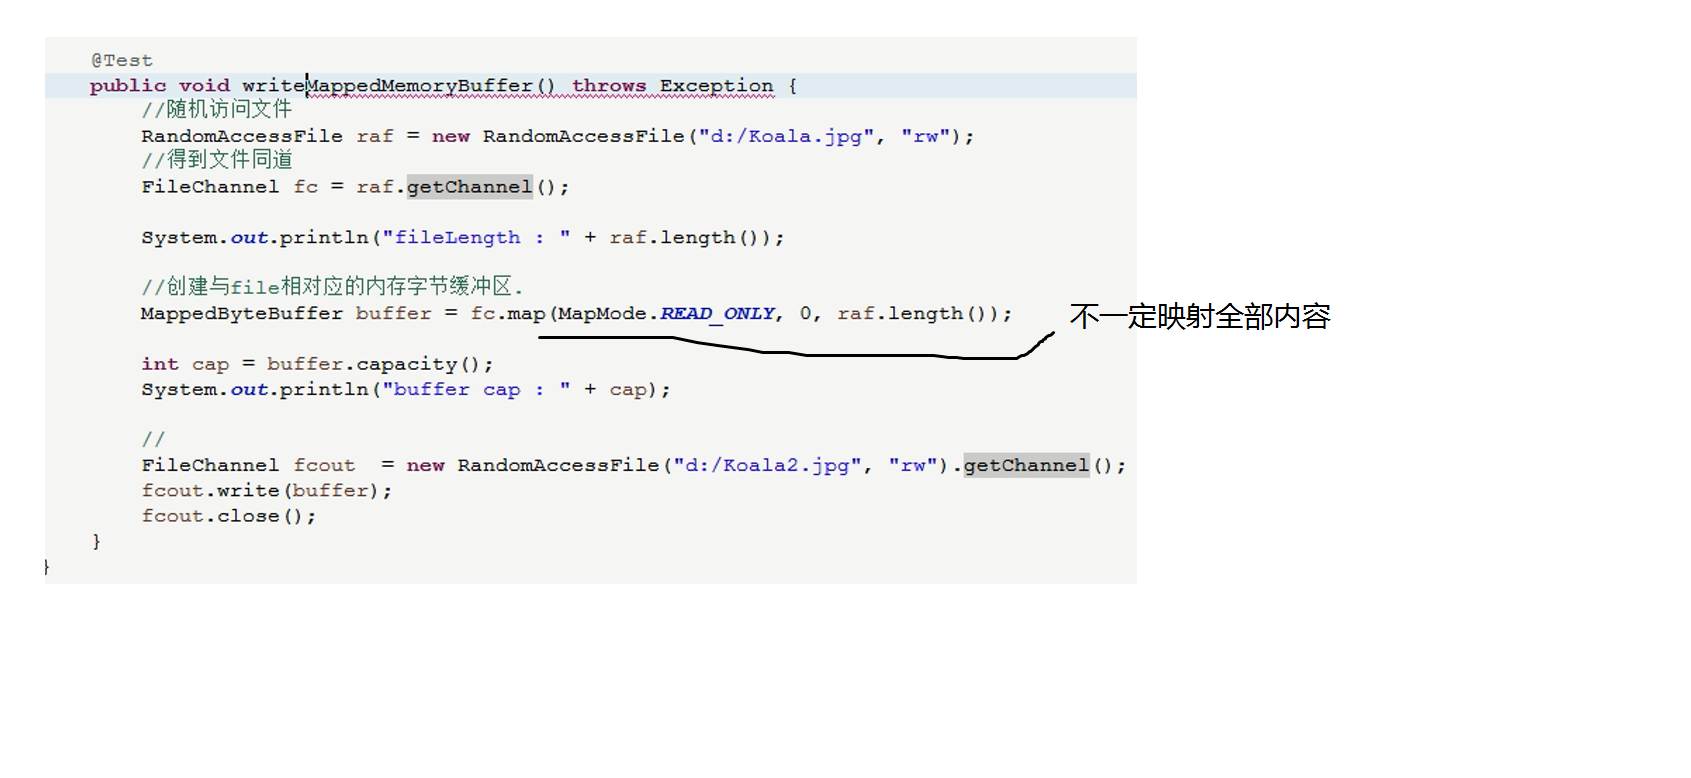 @Test
public void writeMappedMemoryBuffer() throws Exception {
//随机访问文件
RandomAccessFile raf = new RandomAccessFile("d:/Koala.jpg", "rw");
//得到文件同道
FileChannel fc = raf.getChannel();
System.out.println("fileLength : " + raf.length());
//创建与file相对应的内存字节缓冲区.
MappedByteBuffer buffer = fc.map(MapMode.READ_ONLY, 0, raf.length());
不一定映射全部内容
int cap = buffer.capacity();
System.out.println("buffer cap : " + cap);
//
FileChannel fcout  = new RandomAccessFile("d:/Koala2.jpg", "rw").getChannel();
fcout.write(buffer);
fcout.close();
}
}